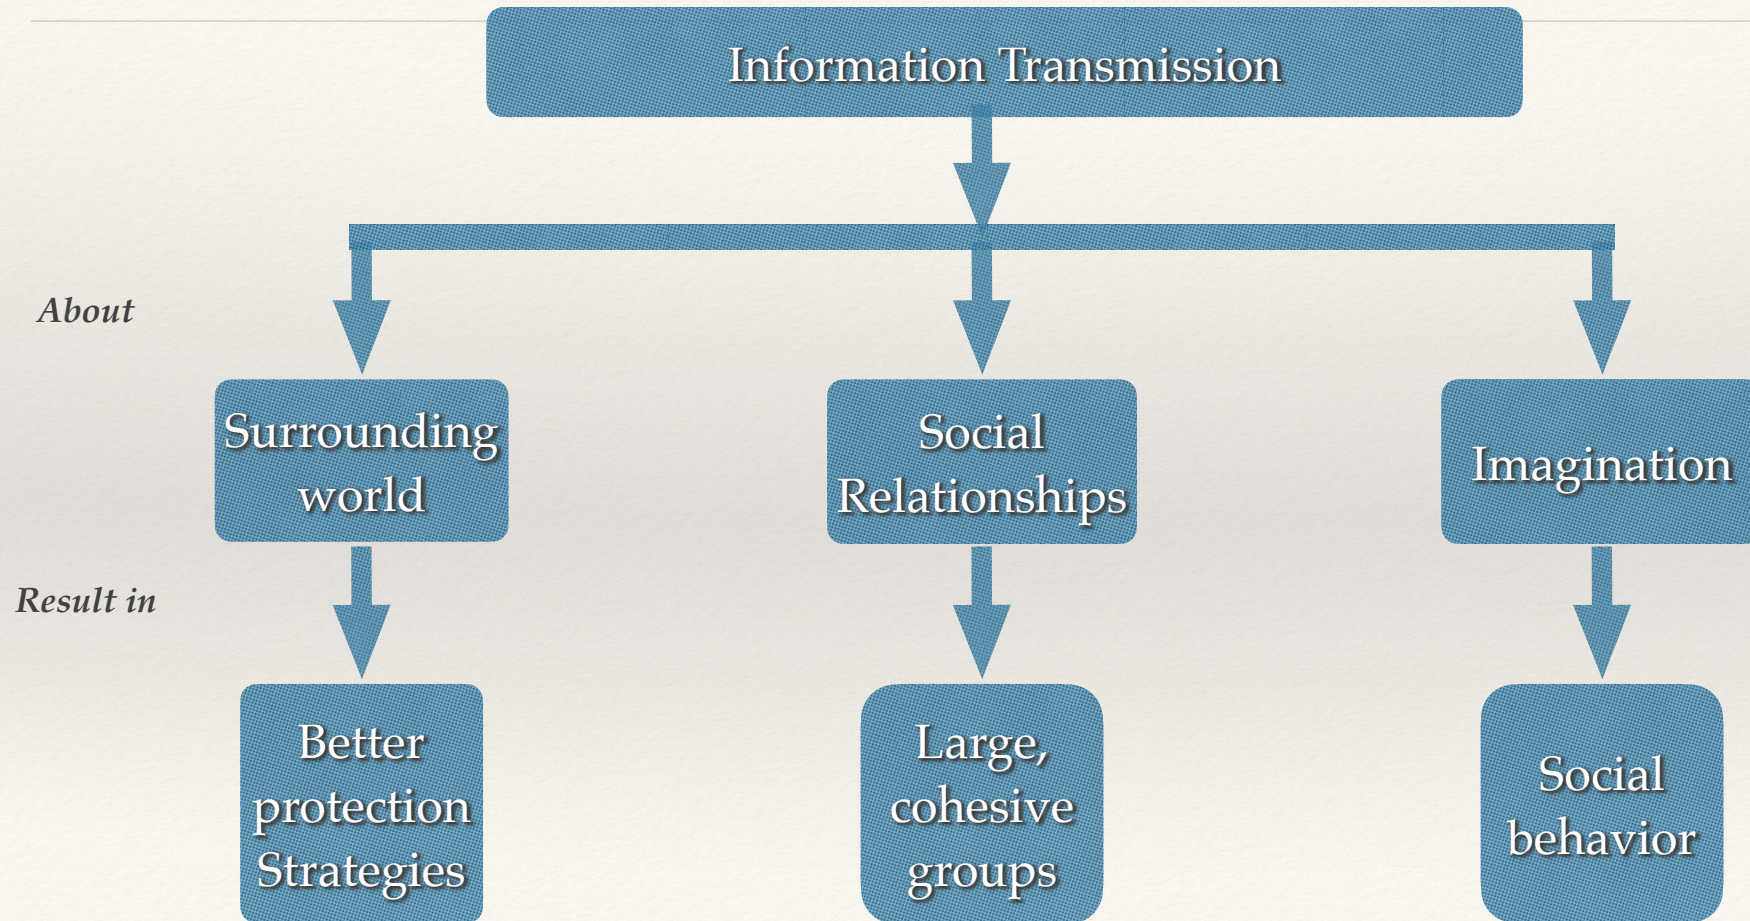 Information Transmission
About
Surrounding
world
Social
Relationships
Imagination
Result in
Better
protection
Strategies
Large,
cohesive
groups
Social
behavior